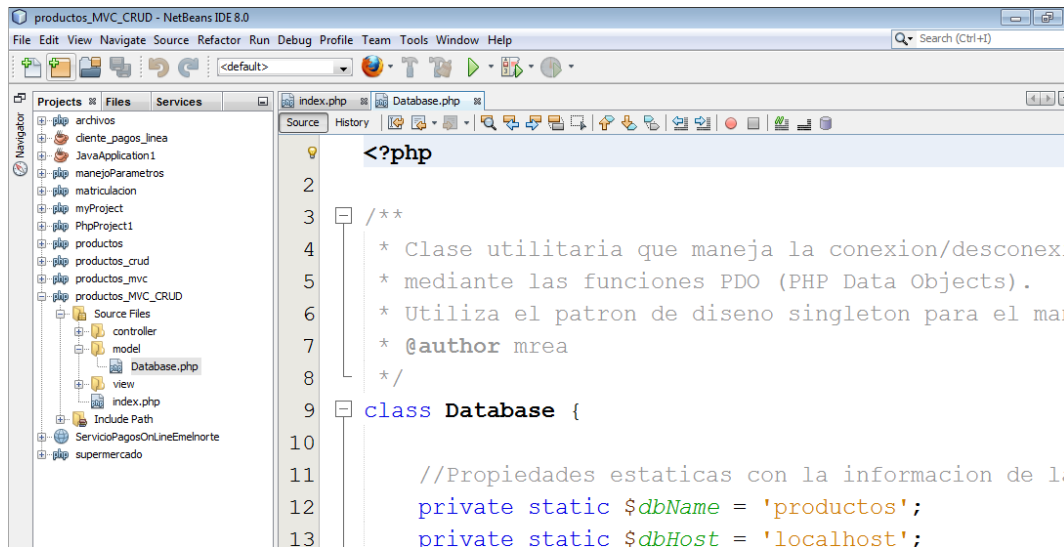 productos_MVC_CRUD - NetBeans IDE 8.0
File Edit View Navigate Source Refactor Run Debug Profile Team Tools Window Help
Search (Ctrl+I)
<default>
Projects Files Services
index.php Database.php
Navigator
Source History
archivos
cliente_pagos_linea
JavaApplication1
manejoParametros
matriculacion
myProject
PhpProject1
productos
productos_crud
productos_mvc
productos_MVC_CRUD
Source Files
controller
model
Database.php
view
index.php
Include Path
ServicioPagosOnLineEmelnorte
supermercado
<?php
2
3 /**
4 * Clase utilitaria que maneja la conexion/desconex
5 * mediante las funciones PDO (PHP Data Objects).
6 * Utiliza el patron de diseno singleton para el ma
7 * @author mrea
8 */
9 class Database {
10
11 //Propiedades estaticas con la informacion de l
12 private static $dbName = 'productos';
13 private static $dbHost = 'localhost';